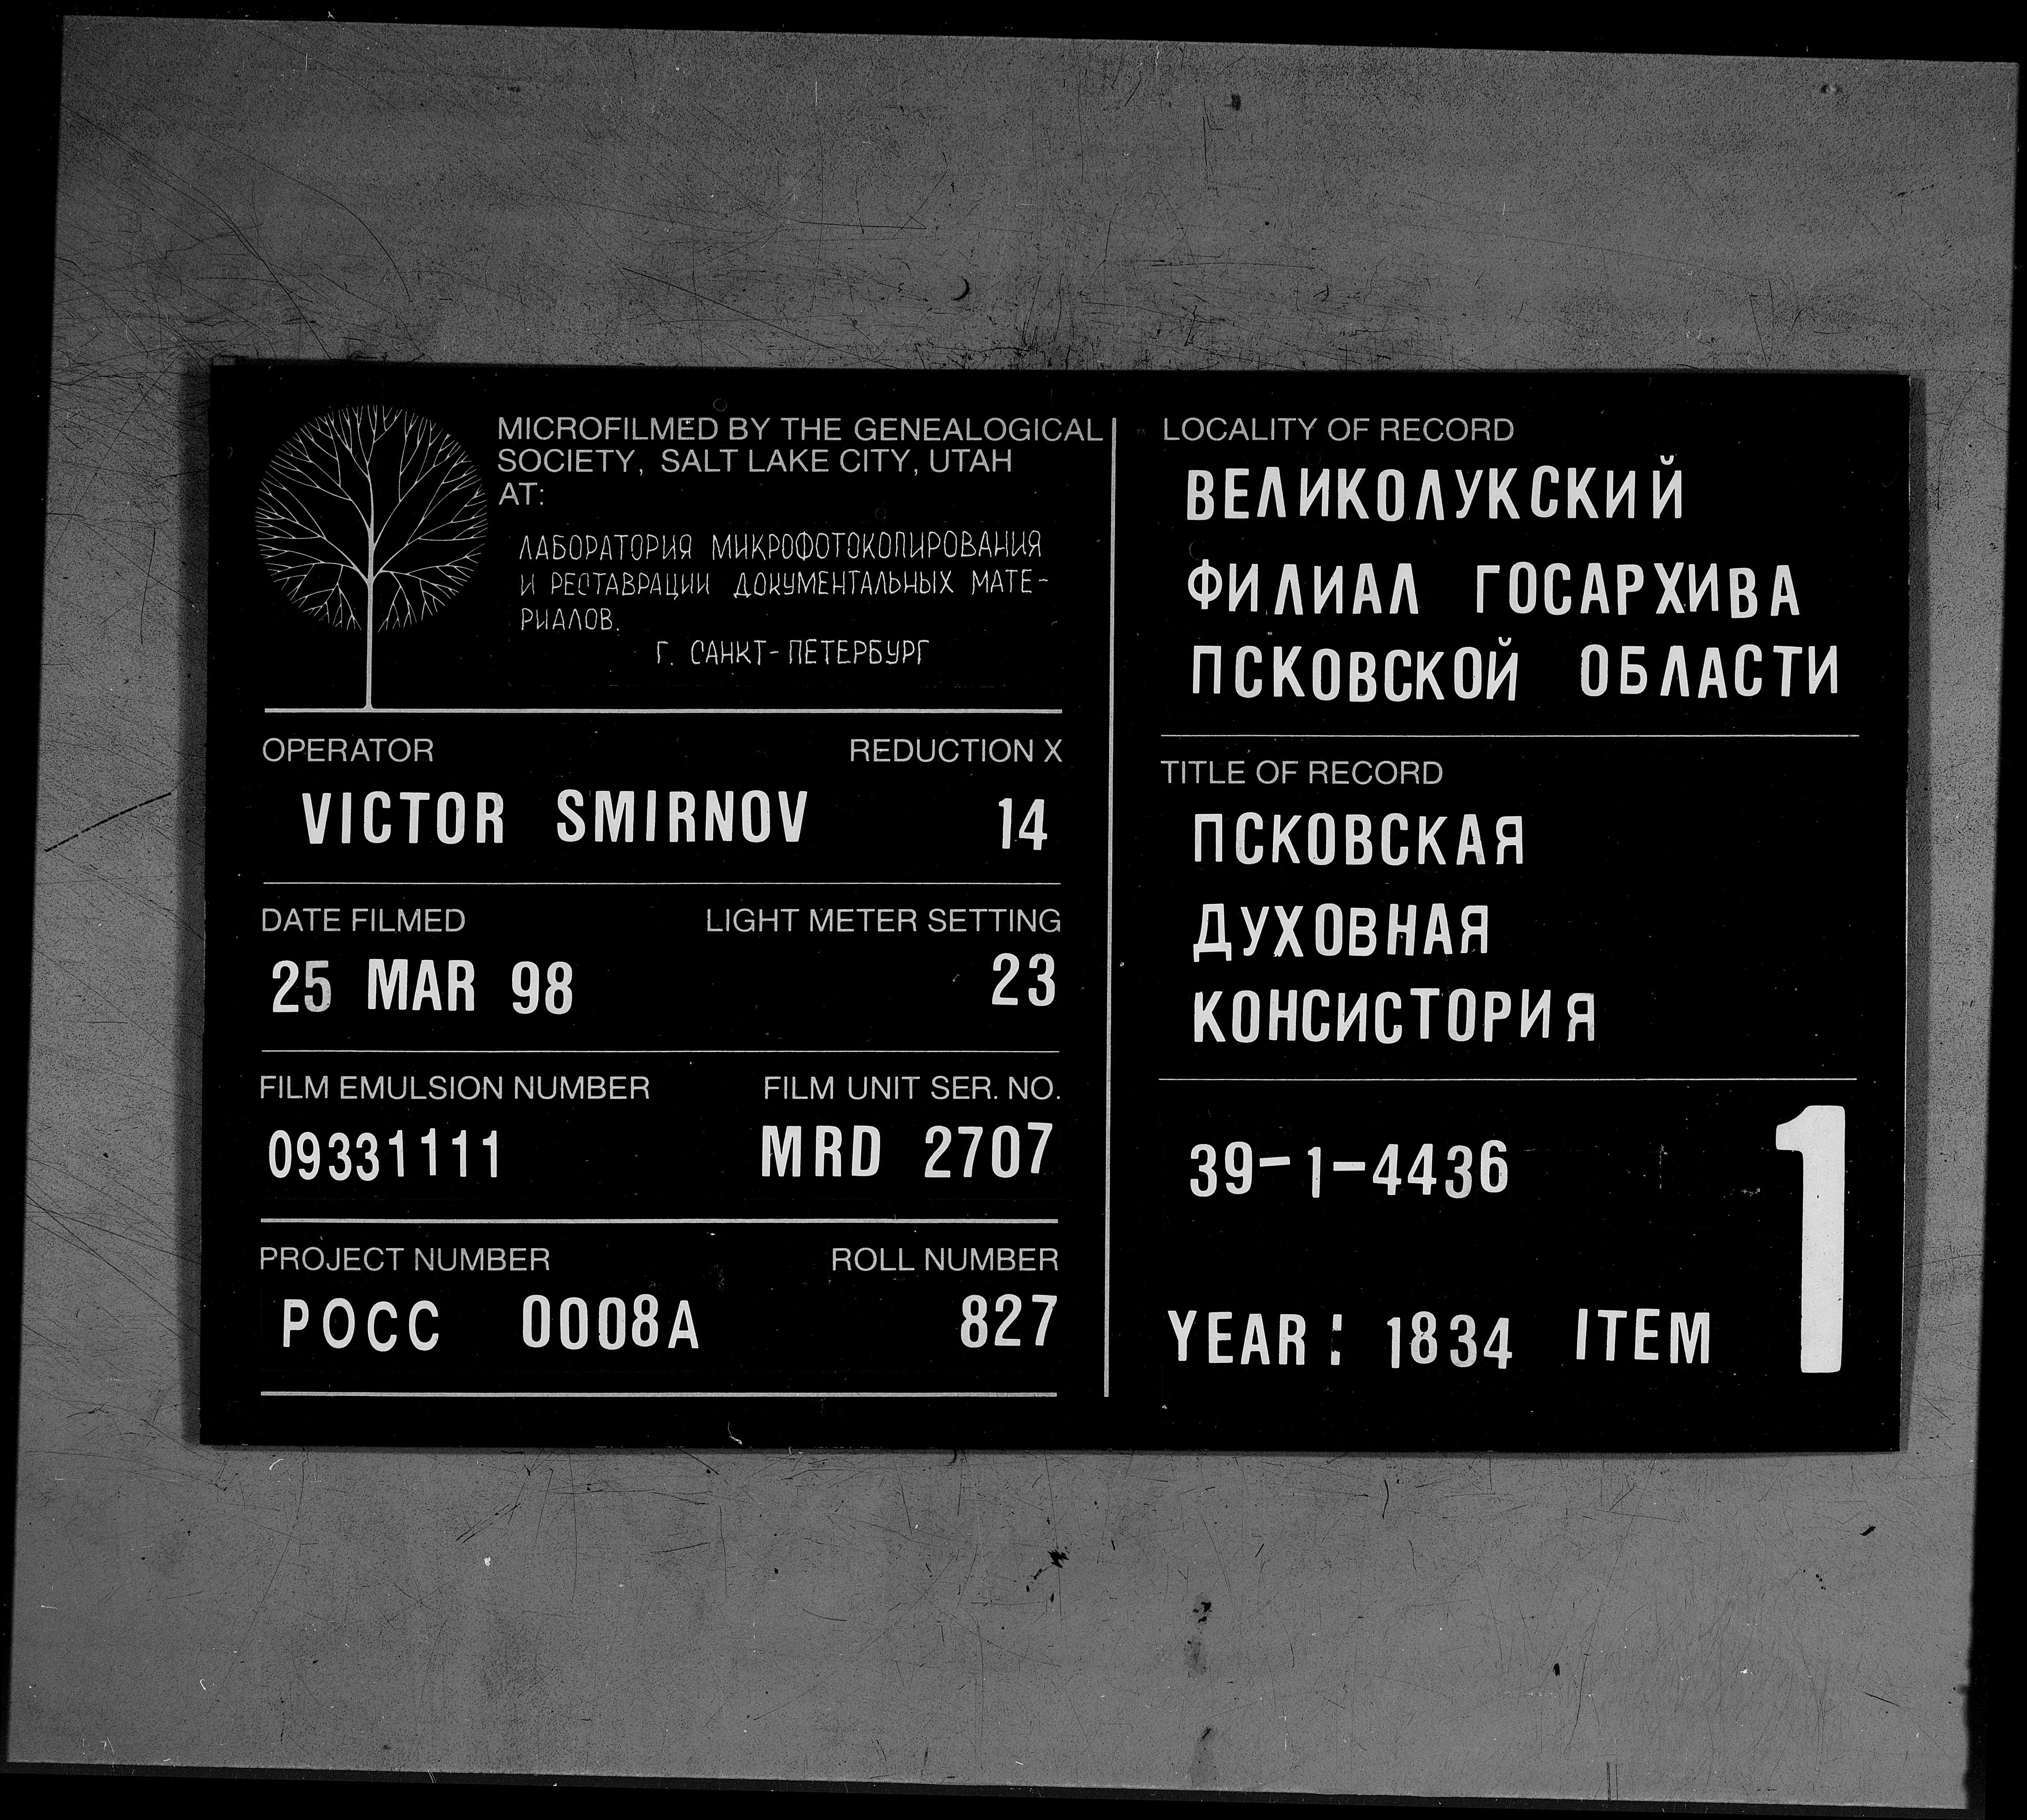 MICROFILMED BY THE GENEALOGICAL
SOCIETY, SALT LAKE CITY, UTAH
AT:
ЛАБОРАТОРИЯ МИКРОФОТОКОПИРОВАНИЯ
И РЕСТАВРАЦИИ ДОКУМЕНТАЛЬНЫХ МАТЕ-
РИАЛОВ.
Г. САНКТ-ПЕТЕРБУРГ
OPERATOR REDUCTION X
VICTOR SMIRNOV 14
DATE FILMED LIGHT METER SETTING
25 MAR 98 23
FILM EMULSION NUMBER FILM UNIT SER. NO.
09331111 MRD 2707
PROJECT NUMBER ROLL NUMBER
РОСС 0008A 827
LOCALITY OF RECORD
ВЕЛИКОЛУКСКИЙ
ФИЛИАЛ ГОСАРХИВА
ПСКОВСКОЙ ОБЛАСТИ
TITLE OF RECORD
ПСКОВСКАЯ
ДУХОВНАЯ
КОНСИСТОРИЯ
39-1-4436
YEAR: 1834 ITEM 1